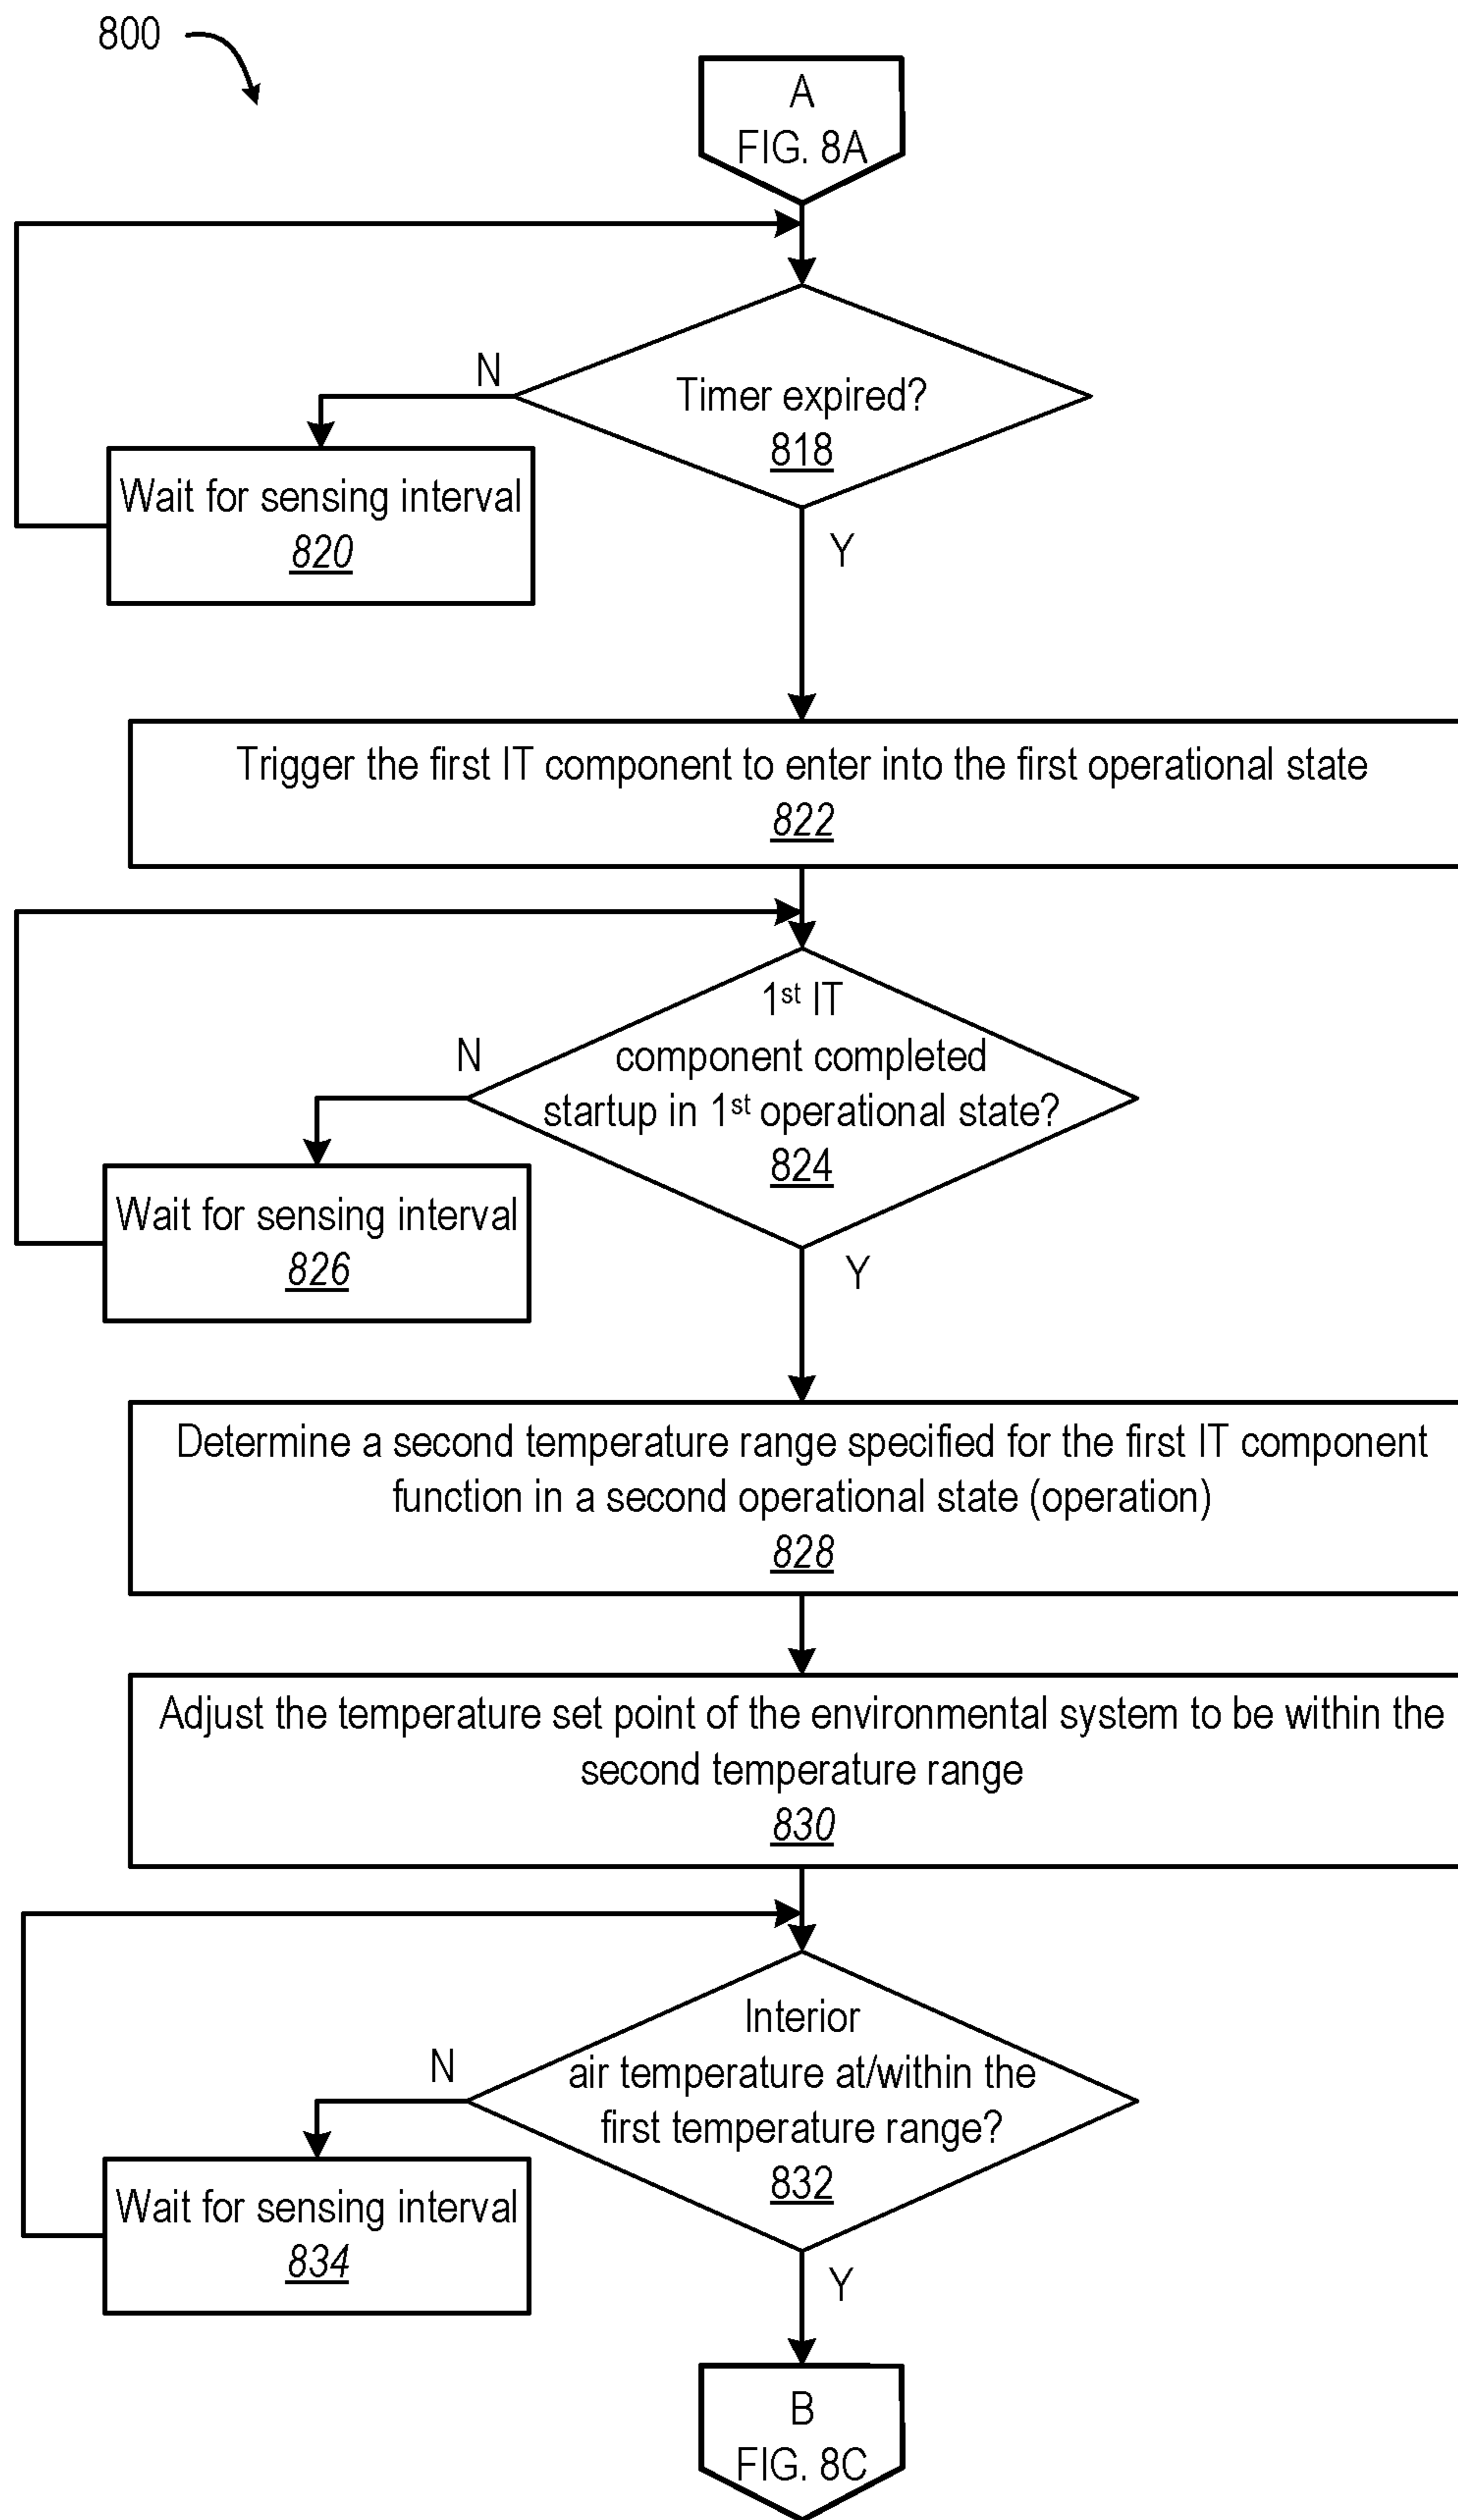 800
A
FIG. 8A
N
Timer expired?
818
Wait for sensing interval
820
Y
Trigger the first IT component to enter into the first operational state
822
1st IT
component completed
startup in 1st operational state?
824
N
Wait for sensing interval
826
Y
Determine a second temperature range specified for the first IT component
function in a second operational state (operation)
828
Adjust the temperature set point of the environmental system to be within the
second temperature range
830
Interior
air temperature at/within the
first temperature range?
832
N
Wait for sensing interval
834
Y
B
FIG. 8C